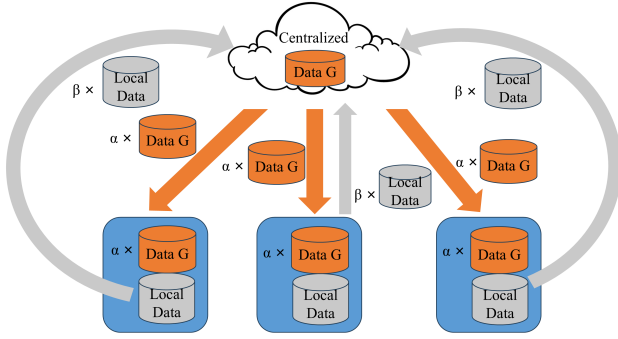 Centralized
Data G
β × Local Data
β × Local Data
α × Data G
α × Data G
α × Data G
β × Local Data
α × Data G
Local Data
α × Data G
Local Data
α × Data G
Local Data